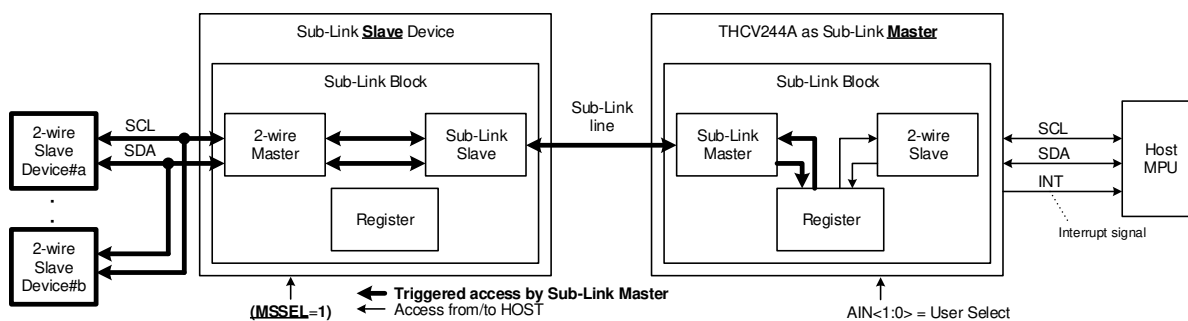 Sub-Link Slave Device
THCV244A as Sub-Link Master
Sub-Link Block
Sub-Link Block
2-wire
Slave
Device#a
SCL
SDA
2-wire
Master
Sub-Link
Slave
Sub-Link
line
Sub-Link
Master
2-wire
Slave
SCL
SDA
INT
Host
MPU
Register
Register
Interrupt signal
2-wire
Slave
Device#b
(MSSEL=1)
Triggered access by Sub-Link Master
Access from/to HOST
AIN<1:0> = User Select